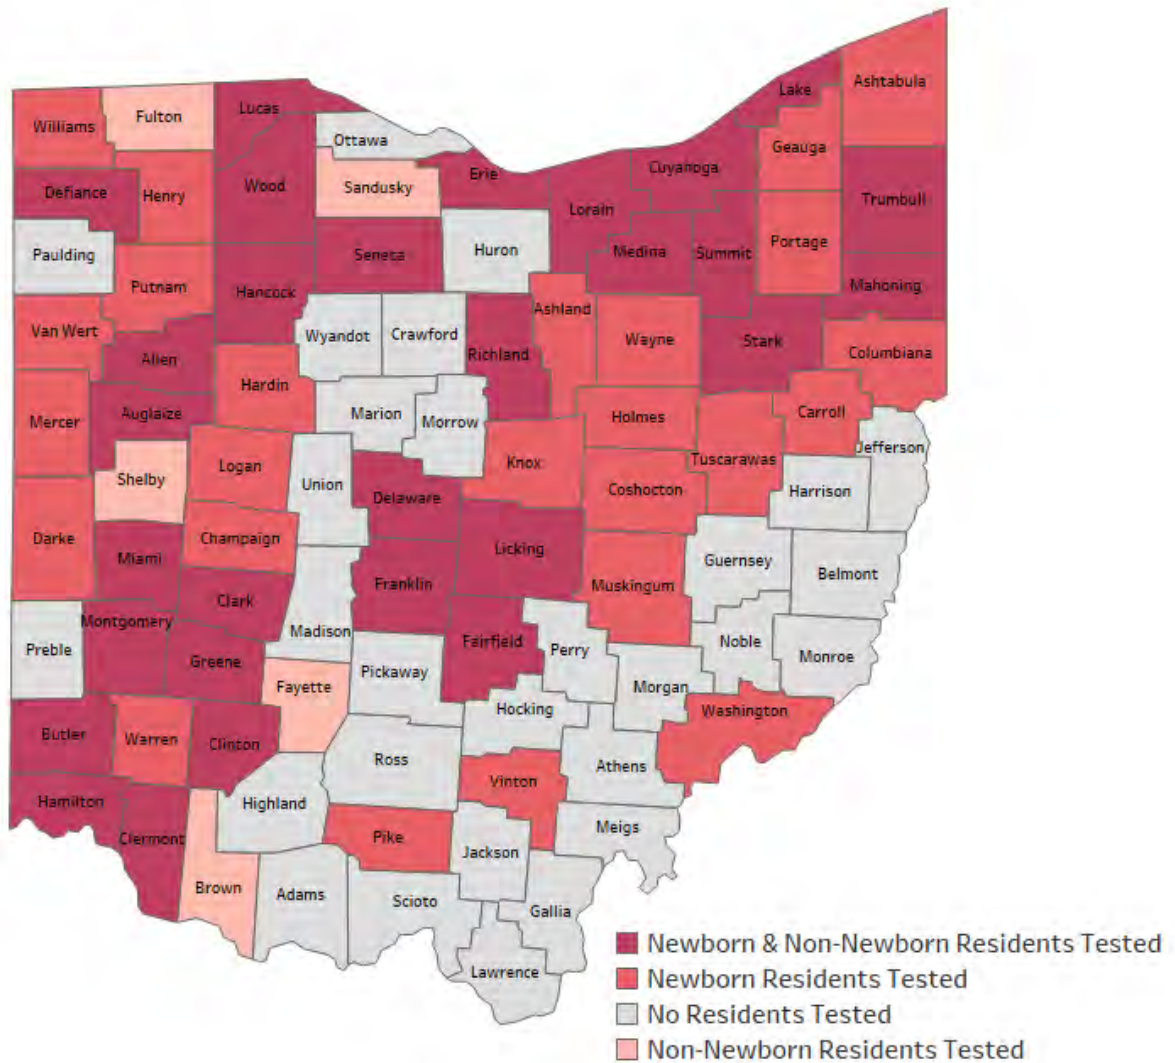 Ashtabula
Lake
Lucas
Fulton
Williams
Ottawa
Geauga
Cuyahoga
Erie
Wood
Sandusky
Defiance
Henry
Trumbull
Lorain
Portage
Huron
Medina
Summit
Paulding
Seneta
Putnam
Hancock
Mahoning
Ashland
Van Wert
Wyandot
Crawford
Wayne
Stark
Richland
Columbiana
Allen
Hardin
Auglaize
Marion
Holmes
Carroll
Mercer
Morrow
Jefferson
Knox
Tuscarawas
Logan
Shelby
Union
Coshocton
Harrison
Delaware
Darke
Champaign
Licking
Miami
Guernsey
Belmont
Franklin
Muskingum
Clark
Montgomery
Madison
Fairfield
Noble
Preble
Perry
Monroe
Greene
Pickaway
Fayette
Morgan
Hocking
Washington
Butler
Warren
Clinton
Ross
Athens
Vinton
Hamilton
Highland
Meigs
Clermont
Pike
Jackson
Brown
Adams
Scioto
Gallia
Lawrence
Newborn & Non-Newborn Residents Tested
Newborn Residents Tested
No Residents Tested
Non-Newborn Residents Tested